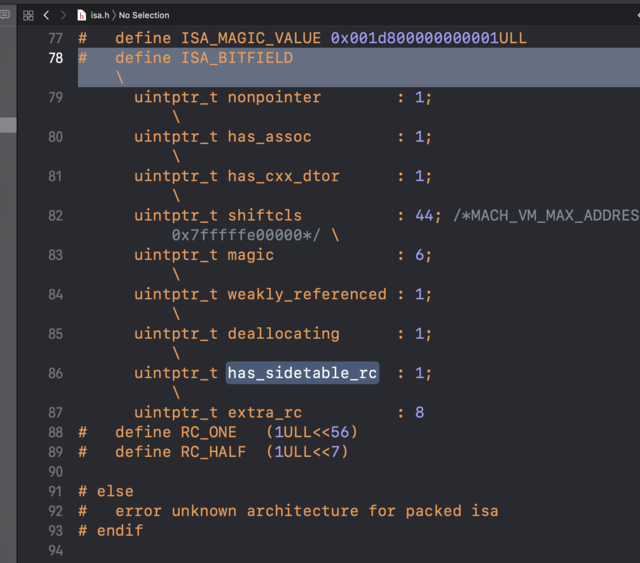 isa.h › No Selection
77 #   define ISA_MAGIC_VALUE 0x001d800000000001ULL
78 #   define ISA_BITFIELD
\
79 uintptr_t nonpointer        : 1;
\
80 uintptr_t has_assoc         : 1;
\
81 uintptr_t has_cxx_dtor      : 1;
\
82 uintptr_t shiftcls          : 44; /*MACH_VM_MAX_ADDRES
0x7fffffe00000*/ \
83 uintptr_t magic             : 6;
\
84 uintptr_t weakly_referenced : 1;
\
85 uintptr_t deallocating      : 1;
\
86 uintptr_t has_sidetable_rc  : 1;
\
87 uintptr_t extra_rc          : 8
88 #   define RC_ONE   (1ULL<<56)
89 #   define RC_HALF  (1ULL<<7)
90
91 # else
92 #   error unknown architecture for packed isa
93 # endif
94